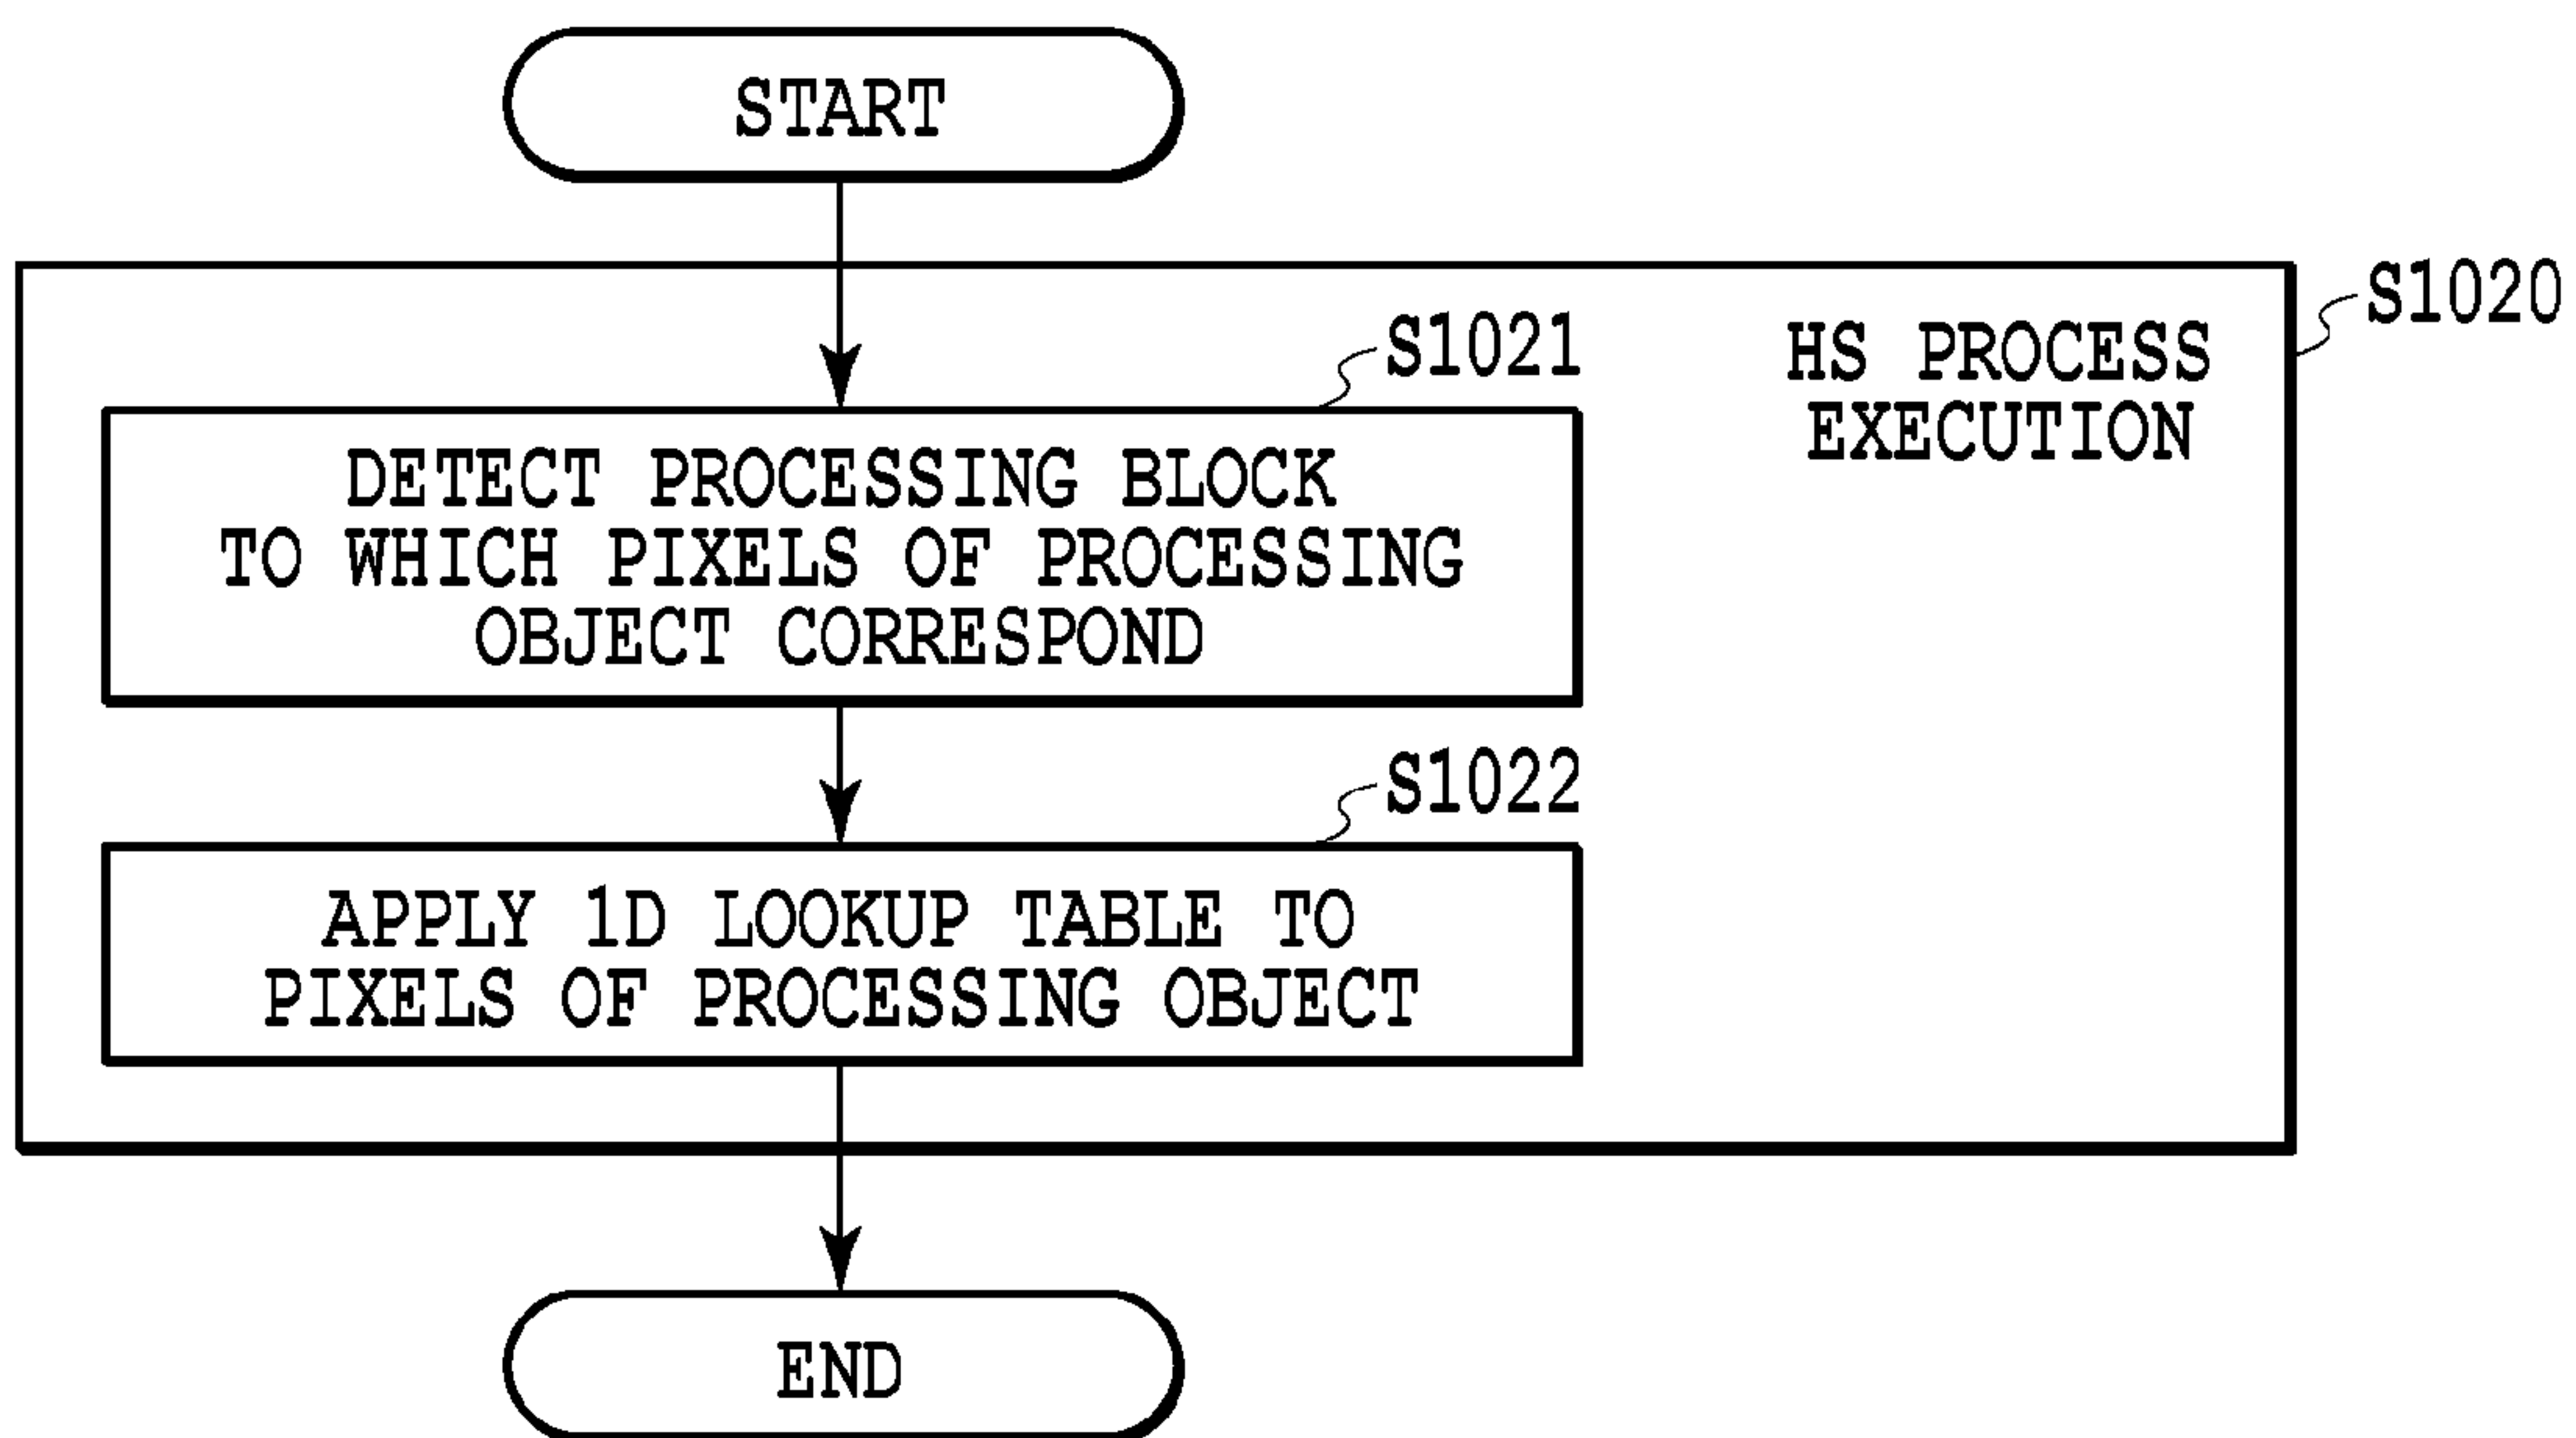 START
S1020
HS PROCESS
EXECUTION
S1021
DETECT PROCESSING BLOCK
TO WHICH PIXELS OF PROCESSING
OBJECT CORRESPOND
S1022
APPLY 1D LOOKUP TABLE TO
PIXELS OF PROCESSING OBJECT
END